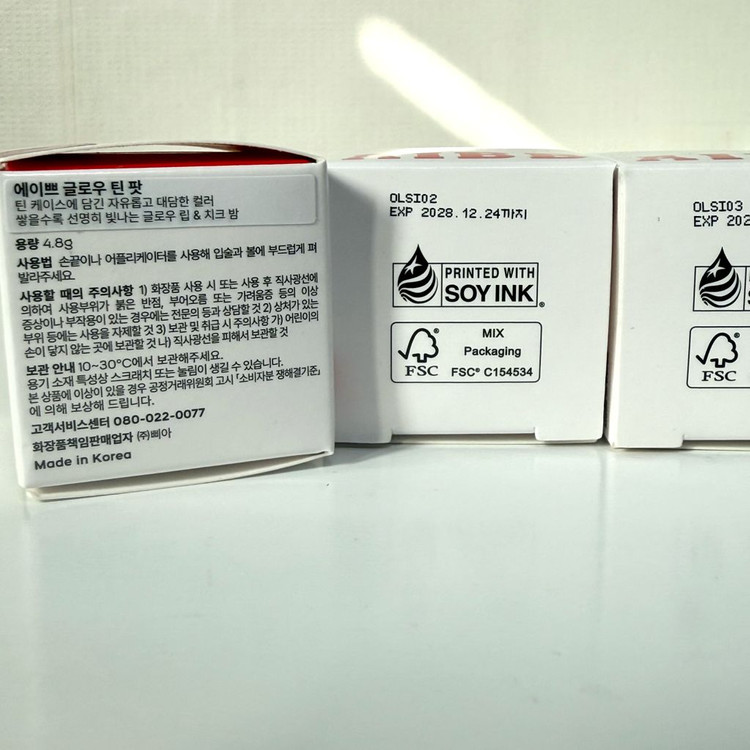 에이쁘 글로우 틴 팟
틴 케이스에 담긴 자유롭고 대담한 컬러
쌓을수록 선명히 빛나는 글로우 립 & 치크 밤
용량 4.8g
사용법 손끝이나 어플리케이터를 사용해 입술과 볼에 부드럽게 펴
발라주세요.
사용할 때의 주의사항 1) 화장품 사용 시 또는 사용 후 직사광선에
의하여 사용부위가 붉은 반점, 부어오름 또는 가려움증 등의 이상
증상이나 부작용이 있는 경우에는 전문의 등과 상담할 것 2) 상처가 있는
부위 등에는 사용을 자제할 것 3) 보관 및 취급 시 주의사항 가) 어린이의
손이 닿지 않는 곳에 보관할 것 나) 직사광선을 피해서 보관할 것
보관 안내 10~30°C에서 보관해주세요.
용기 소재 특성상 스크래치 또는 눌림이 생길 수 있습니다.
본 상품에 이상이 있을 경우 공정거래위원회 고시 「소비자분쟁해결기준」
에 의해 보상해 드립니다.
고객서비스센터 080-022-0077
화장품책임판매업자 (주)삐아
Made in Korea
OLSI02
EXP 2028.12.24까지
PRINTED WITH
SOY INK
MIX
Packaging
FSC
FSC® C154534
OLSI03
EXP 202
FSC